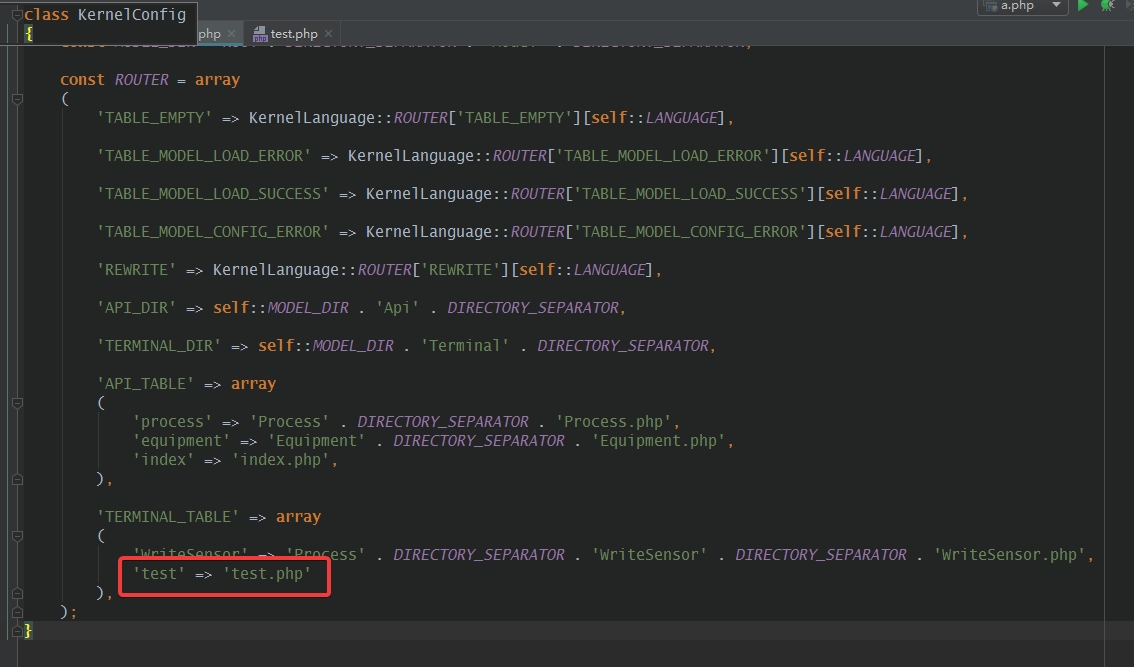 class KernelConfig
a.php
{
php
test.php
const ROUTER = array
(
'TABLE_EMPTY' => KernelLanguage::ROUTER['TABLE_EMPTY'][self::LANGUAGE],
'TABLE_MODEL_LOAD_ERROR' => KernelLanguage::ROUTER['TABLE_MODEL_LOAD_ERROR'][self::LANGUAGE],
'TABLE_MODEL_LOAD_SUCCESS' => KernelLanguage::ROUTER['TABLE_MODEL_LOAD_SUCCESS'][self::LANGUAGE],
'TABLE_MODEL_CONFIG_ERROR' => KernelLanguage::ROUTER['TABLE_MODEL_CONFIG_ERROR'][self::LANGUAGE],
'REWRITE' => KernelLanguage::ROUTER['REWRITE'][self::LANGUAGE],
'API_DIR' => self::MODEL_DIR . 'Api' . DIRECTORY_SEPARATOR,
'TERMINAL_DIR' => self::MODEL_DIR . 'Terminal' . DIRECTORY_SEPARATOR,
'API_TABLE' => array
(
'process' => 'Process' . DIRECTORY_SEPARATOR . 'Process.php',
'equipment' => 'Equipment' . DIRECTORY_SEPARATOR . 'Equipment.php',
'index' => 'index.php',
),
'TERMINAL_TABLE' => array
(
'WriteSensor' => 'Process' . DIRECTORY_SEPARATOR . 'WriteSensor' . DIRECTORY_SEPARATOR . 'WriteSensor.php',
'test' => 'test.php'
),
);
}